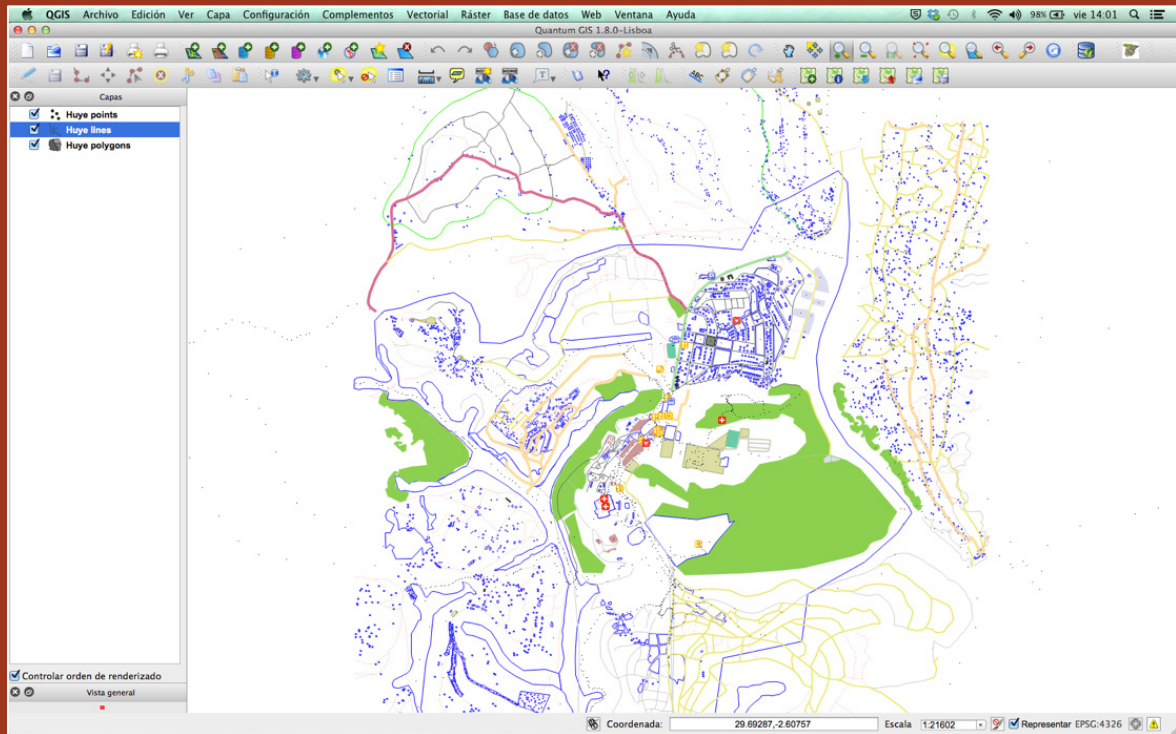 QGIS Archivo Edición Ver Capa Configuración Complementos Vectorial Ráster Base de datos Web Ventana Ayuda 98% vie 14:01
Quantum GIS 1.8.0-Lisboa
Capas
Huye points
Huye lines
Huye polygons
Controlar orden de renderizado
Vista general
Coordenada: 29.69287,-2.60757 Escala 1:21602 Representar EPSG:4326